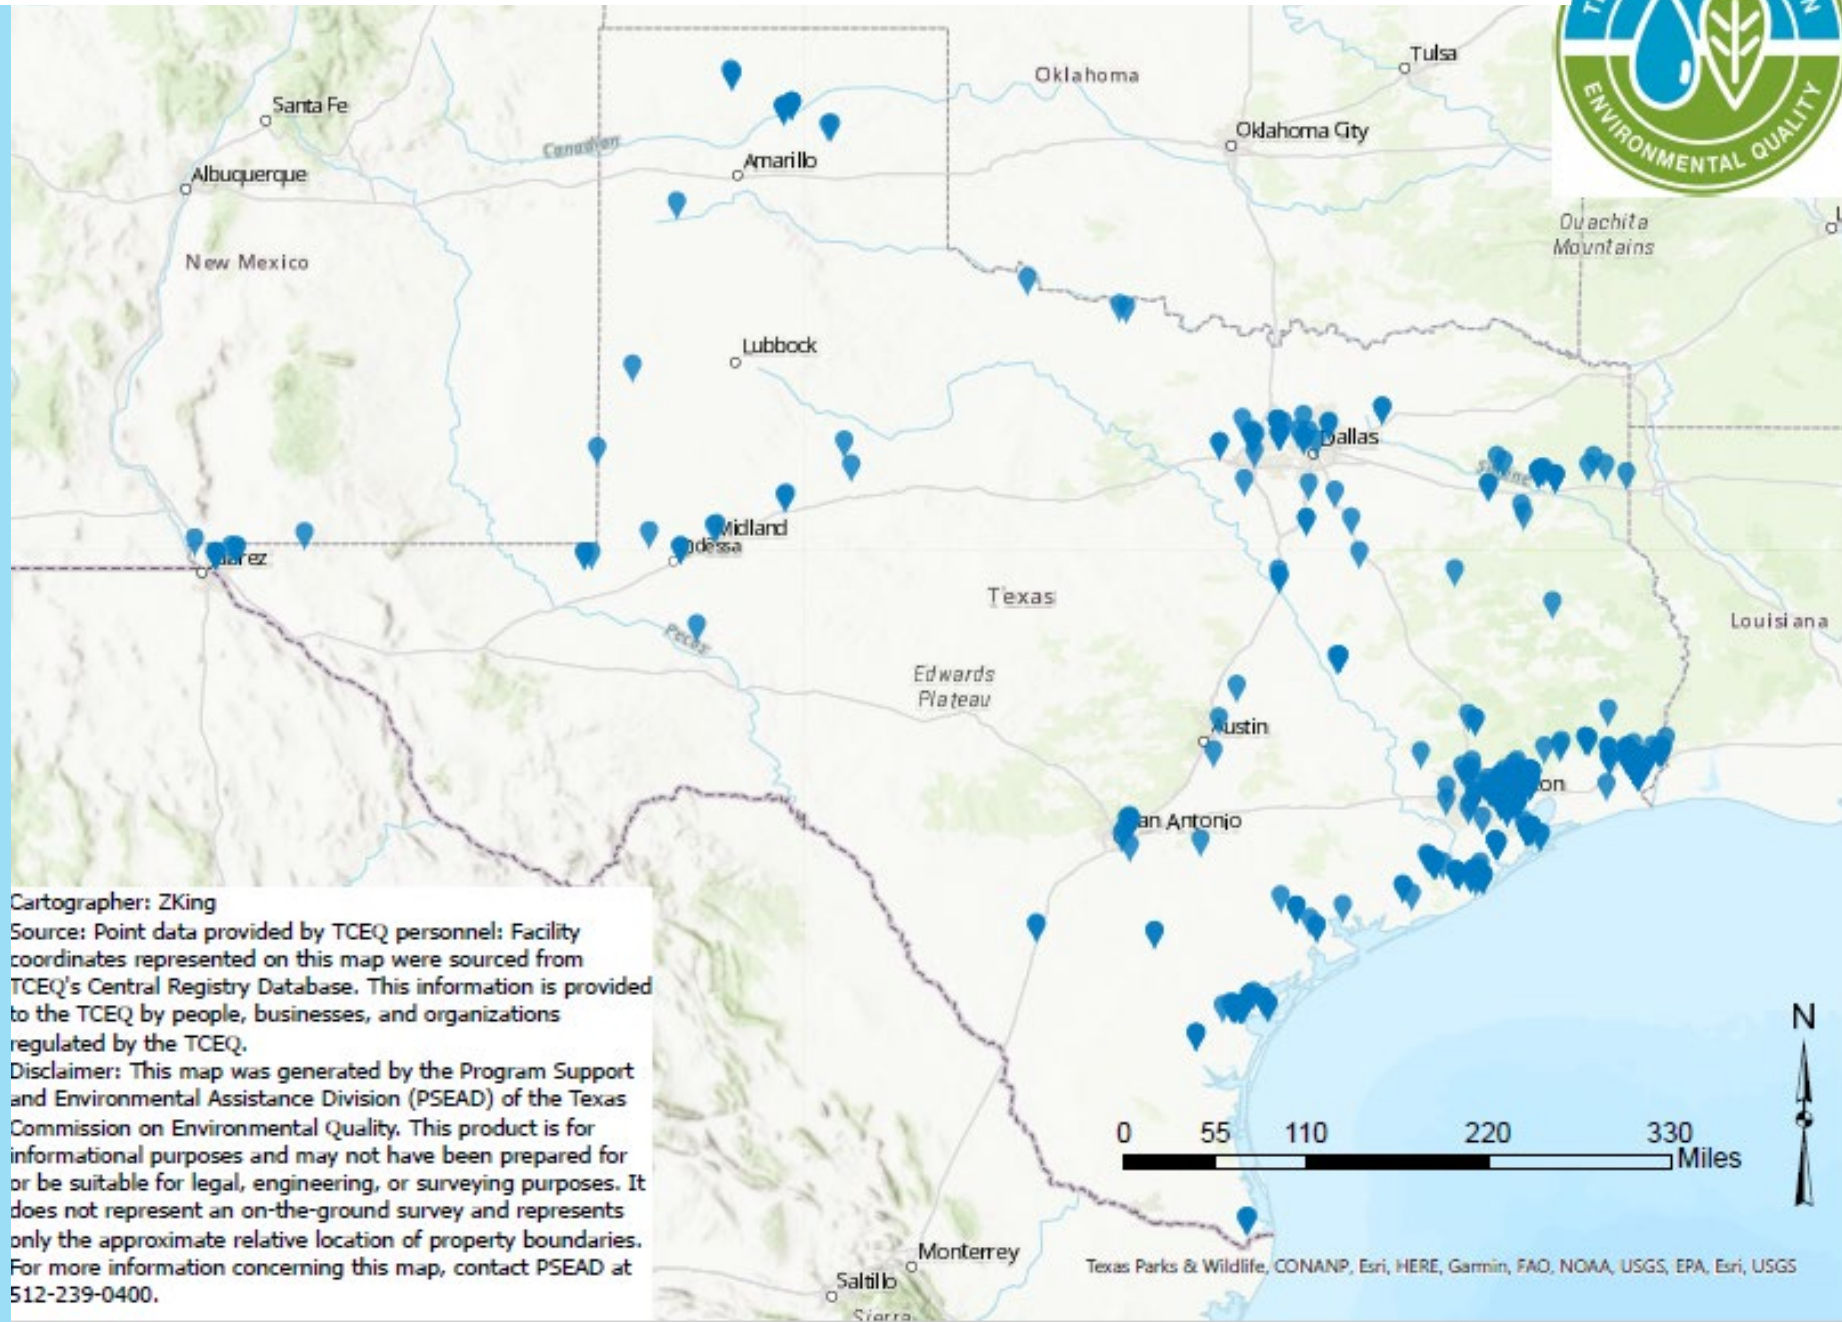 Tulsa
Oklahoma
Santa Fe
Oklahoma City
ENVIRONMENTAL QUALITY
Canadian
Amarillo
Albuquerque
Ouachita
Mountains
New Mexico
Lubbock
Dallas
Midland
Texas
Louisiana
Pecos
Edwards
Plateau
Austin
an Antonio
Cartographer: ZKing
Source: Point data provided by TCEQ personnel: Facility
coordinates represented on this map were sourced from
TCEQ's Central Registry Database. This information is provided
to the TCEQ by people, businesses, and organizations
regulated by the TCEQ.
Disclaimer: This map was generated by the Program Support
and Environmental Assistance Division (PSEAD) of the Texas
Commission on Environmental Quality. This product is for
informational purposes and may not have been prepared for
or be suitable for legal, engineering, or surveying purposes. It
does not represent an on-the-ground survey and represents
only the approximate relative location of property boundaries.
For more information concerning this map, contact PSEAD at
512-239-0400.
N
0 55 110 220 330
Miles
Monterrey
Saltillo
Sierra
Texas Parks & Wildlife, CONANP, Esri, HERE, Garmin, FAO, NOAA, USGS, EPA, Esri, USGS